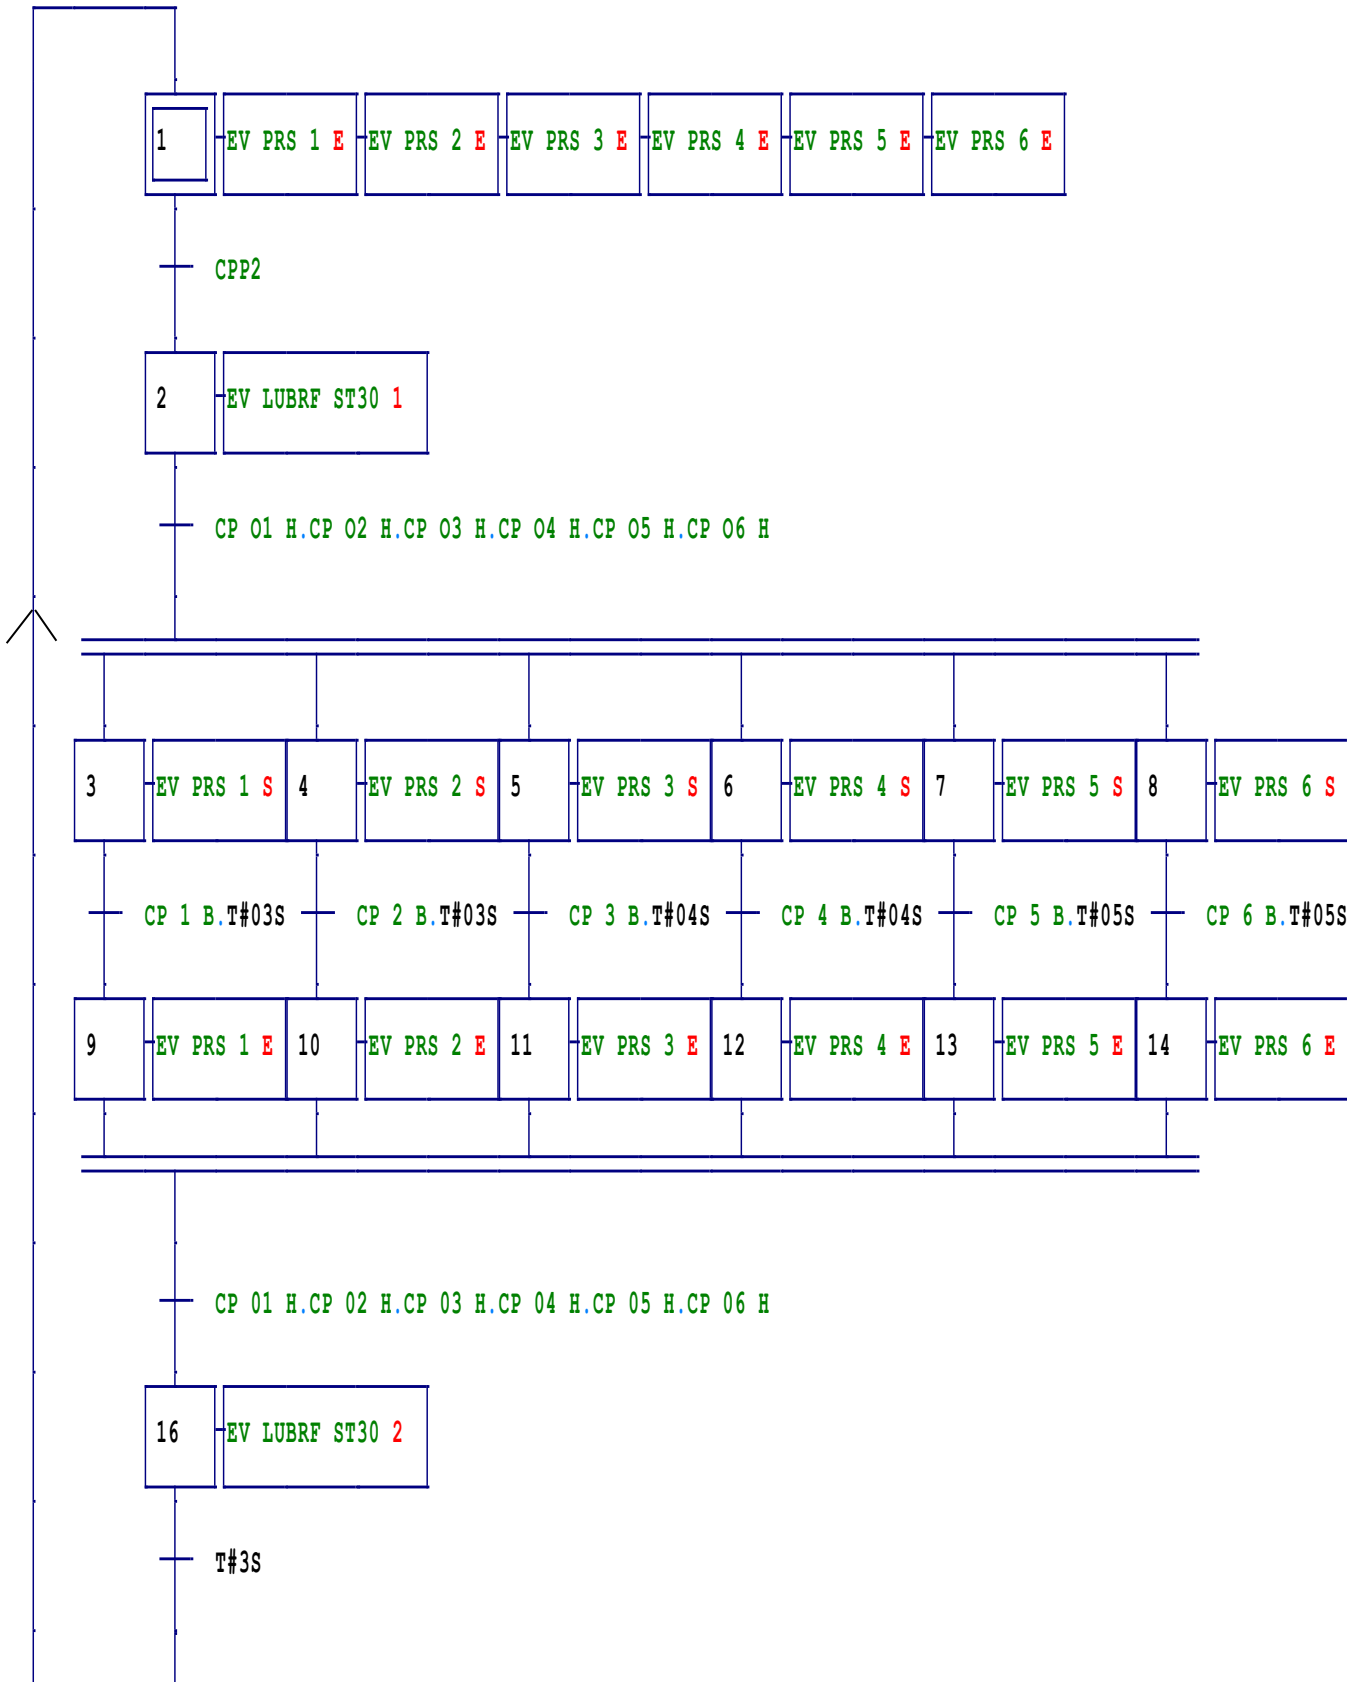 1 EV PRS 1 E EV PRS 2 E EV PRS 3 E EV PRS 4 E EV PRS 5 E EV PRS 6 E
CPP2
2 EV LUBRF ST30 1
CP O1 H.CP O2 H.CP O3 H.CP O4 H.CP O5 H.CP O6 H
3 EV PRS 1 S 4 EV PRS 2 S 5 EV PRS 3 S 6 EV PRS 4 S 7 EV PRS 5 S 8 EV PRS 6 S
CP 1 B.T#03S CP 2 B.T#03S CP 3 B.T#04S CP 4 B.T#04S CP 5 B.T#05S CP 6 B.T#05S
9 EV PRS 1 E 10 EV PRS 2 E 11 EV PRS 3 E 12 EV PRS 4 E 13 EV PRS 5 E 14 EV PRS 6 E
CP 01 H.CP 02 H.CP 03 H.CP 04 H.CP 05 H.CP 06 H
16 EV LUBRF ST30 2
T#3S